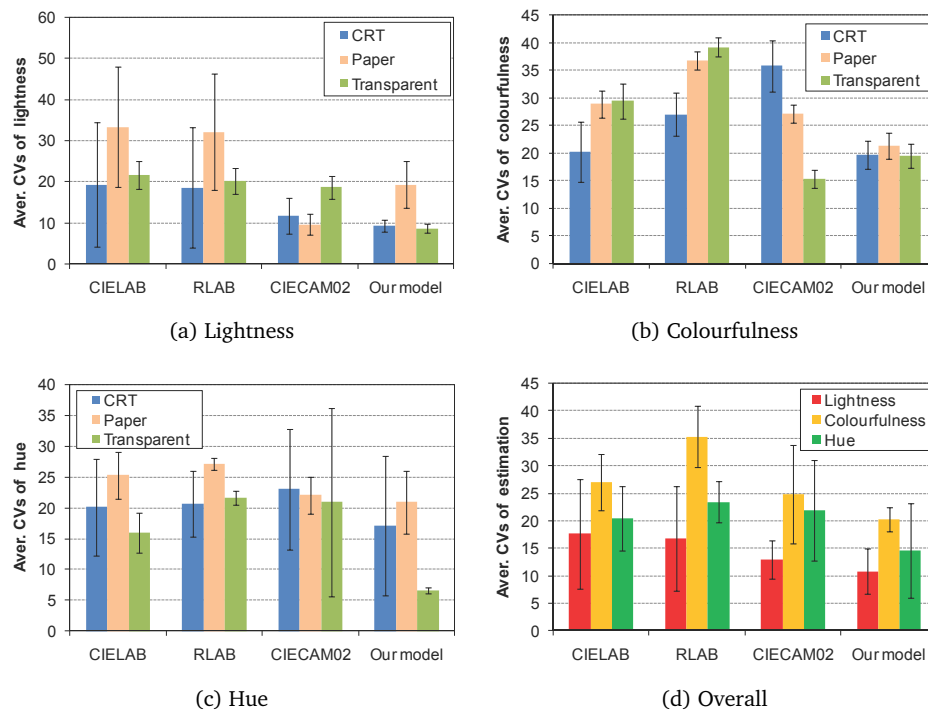 60
50
40
30
20
10
0
Aver. CVs of lightness
CRT
Paper
Transparent
CIELAB RLAB CIECAM02 Our model
(a) Lightness
45
40
35
30
25
20
15
10
5
0
Aver. CVs of colourfulness
CRT
Paper
Transparent
CIELAB RLAB CIECAM02 Our model
(b) Colourfulness
40
35
30
25
20
15
10
5
0
Aver. CVs of hue
CRT
Paper
Transparent
CIELAB RLAB CIECAM02 Our model
(c) Hue
45
40
35
30
25
20
15
10
5
0
Aver. CVs of estimation
Lightness
Colourfulness
Hue
CIELAB RLAB CIECAM02 Our model
(d) Overall